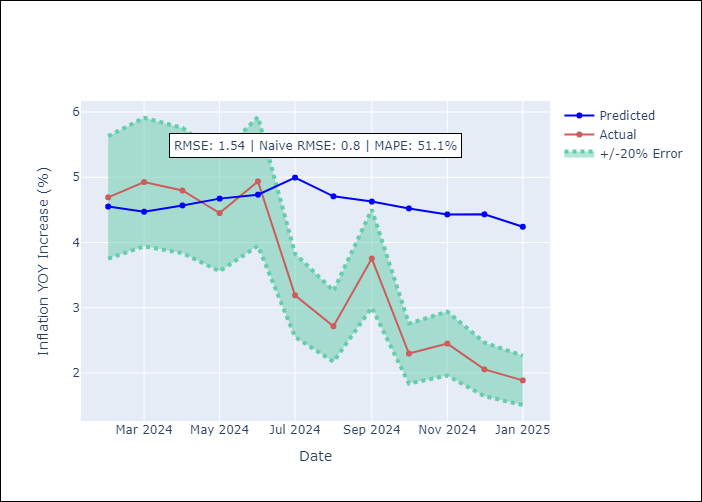 RMSE: 1.54 | Naive RMSE: 0.8 | MAPE: 51.1%
Predicted
Actual
+/-20% Error
Inflation YOY Increase (%)
6
5
4
3
2
Mar 2024
May 2024
Jul 2024
Sep 2024
Nov 2024
Jan 2025
Date